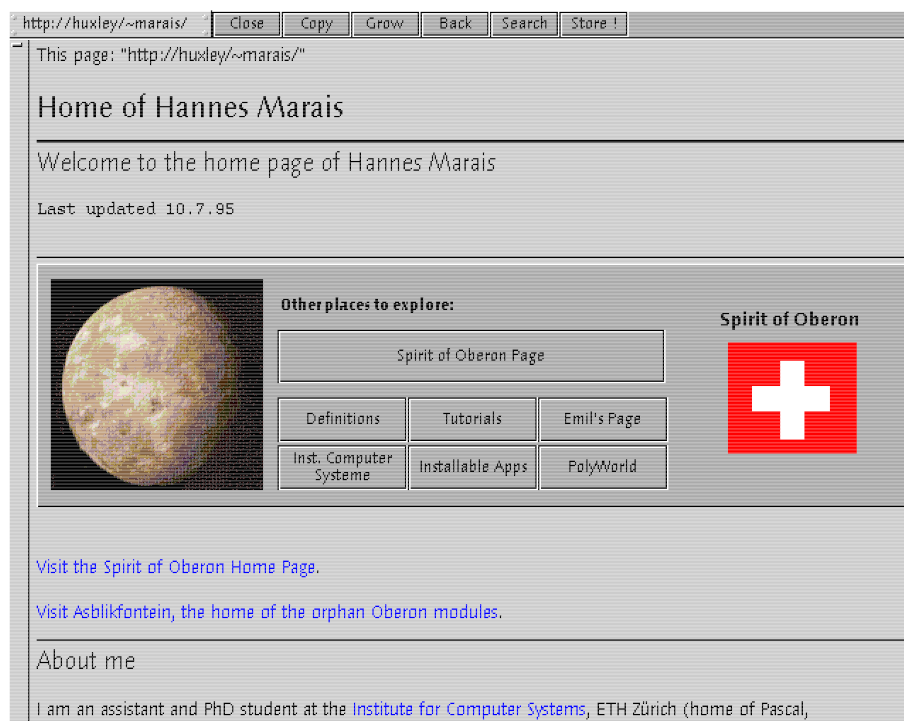 http://huxley/~marais/ Close Copy Grow Back Search Store !
This page: "http://huxley/~marais/"
Home of Hannes Marais
Welcome to the home page of Hannes Marais
Last updated 10.7.95
Other places to explore:
Spirit of Oberon Page
Definitions Tutorials Emil's Page
Inst. Computer
Systeme
Installable Apps PolyWorld
Spirit of Oberon
Visit the Spirit of Oberon Home Page.
Visit Asblikfontein, the home of the orphan Oberon modules.
About me
I am an assistant and PhD student at the Institute for Computer Systems, ETH Zürich (home of Pascal,